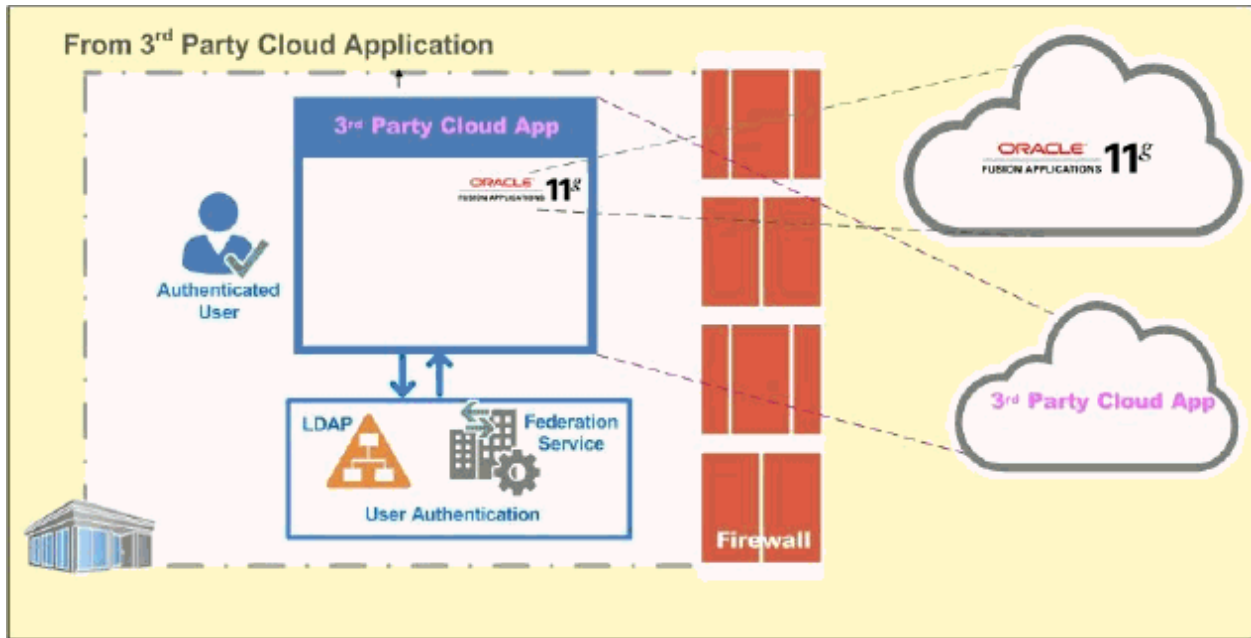 From 3rd Party Cloud Application
3rd Party Cloud App
ORACLE
FUSION APPLICATIONS 11g
Authenticated
User
LDAP
Federation
Service
User Authentication
Firewall
ORACLE
FUSION APPLICATIONS 11g
3rd Party Cloud App